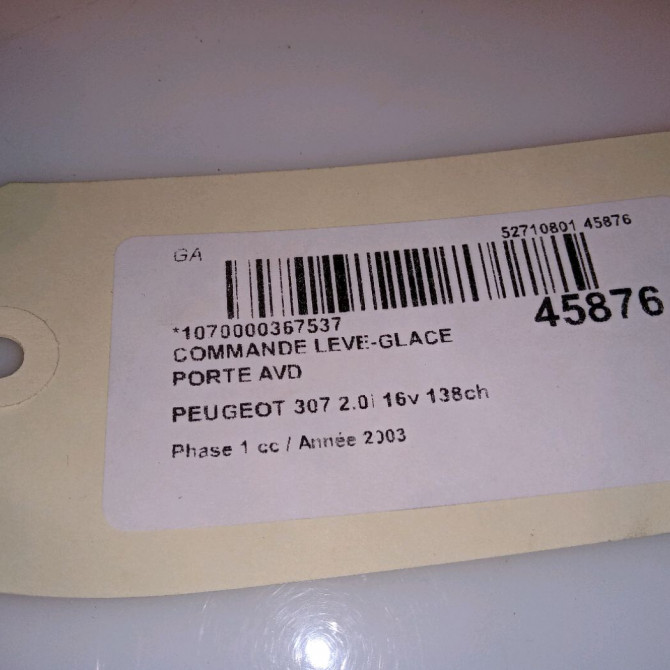 GA
52710801 45876
45876
*1070000367537
COMMANDE LEVE-GLACE
PORTE AVD
PEUGEOT 307 2.0i 16v 138ch
Phase 1 cc / Année 2003